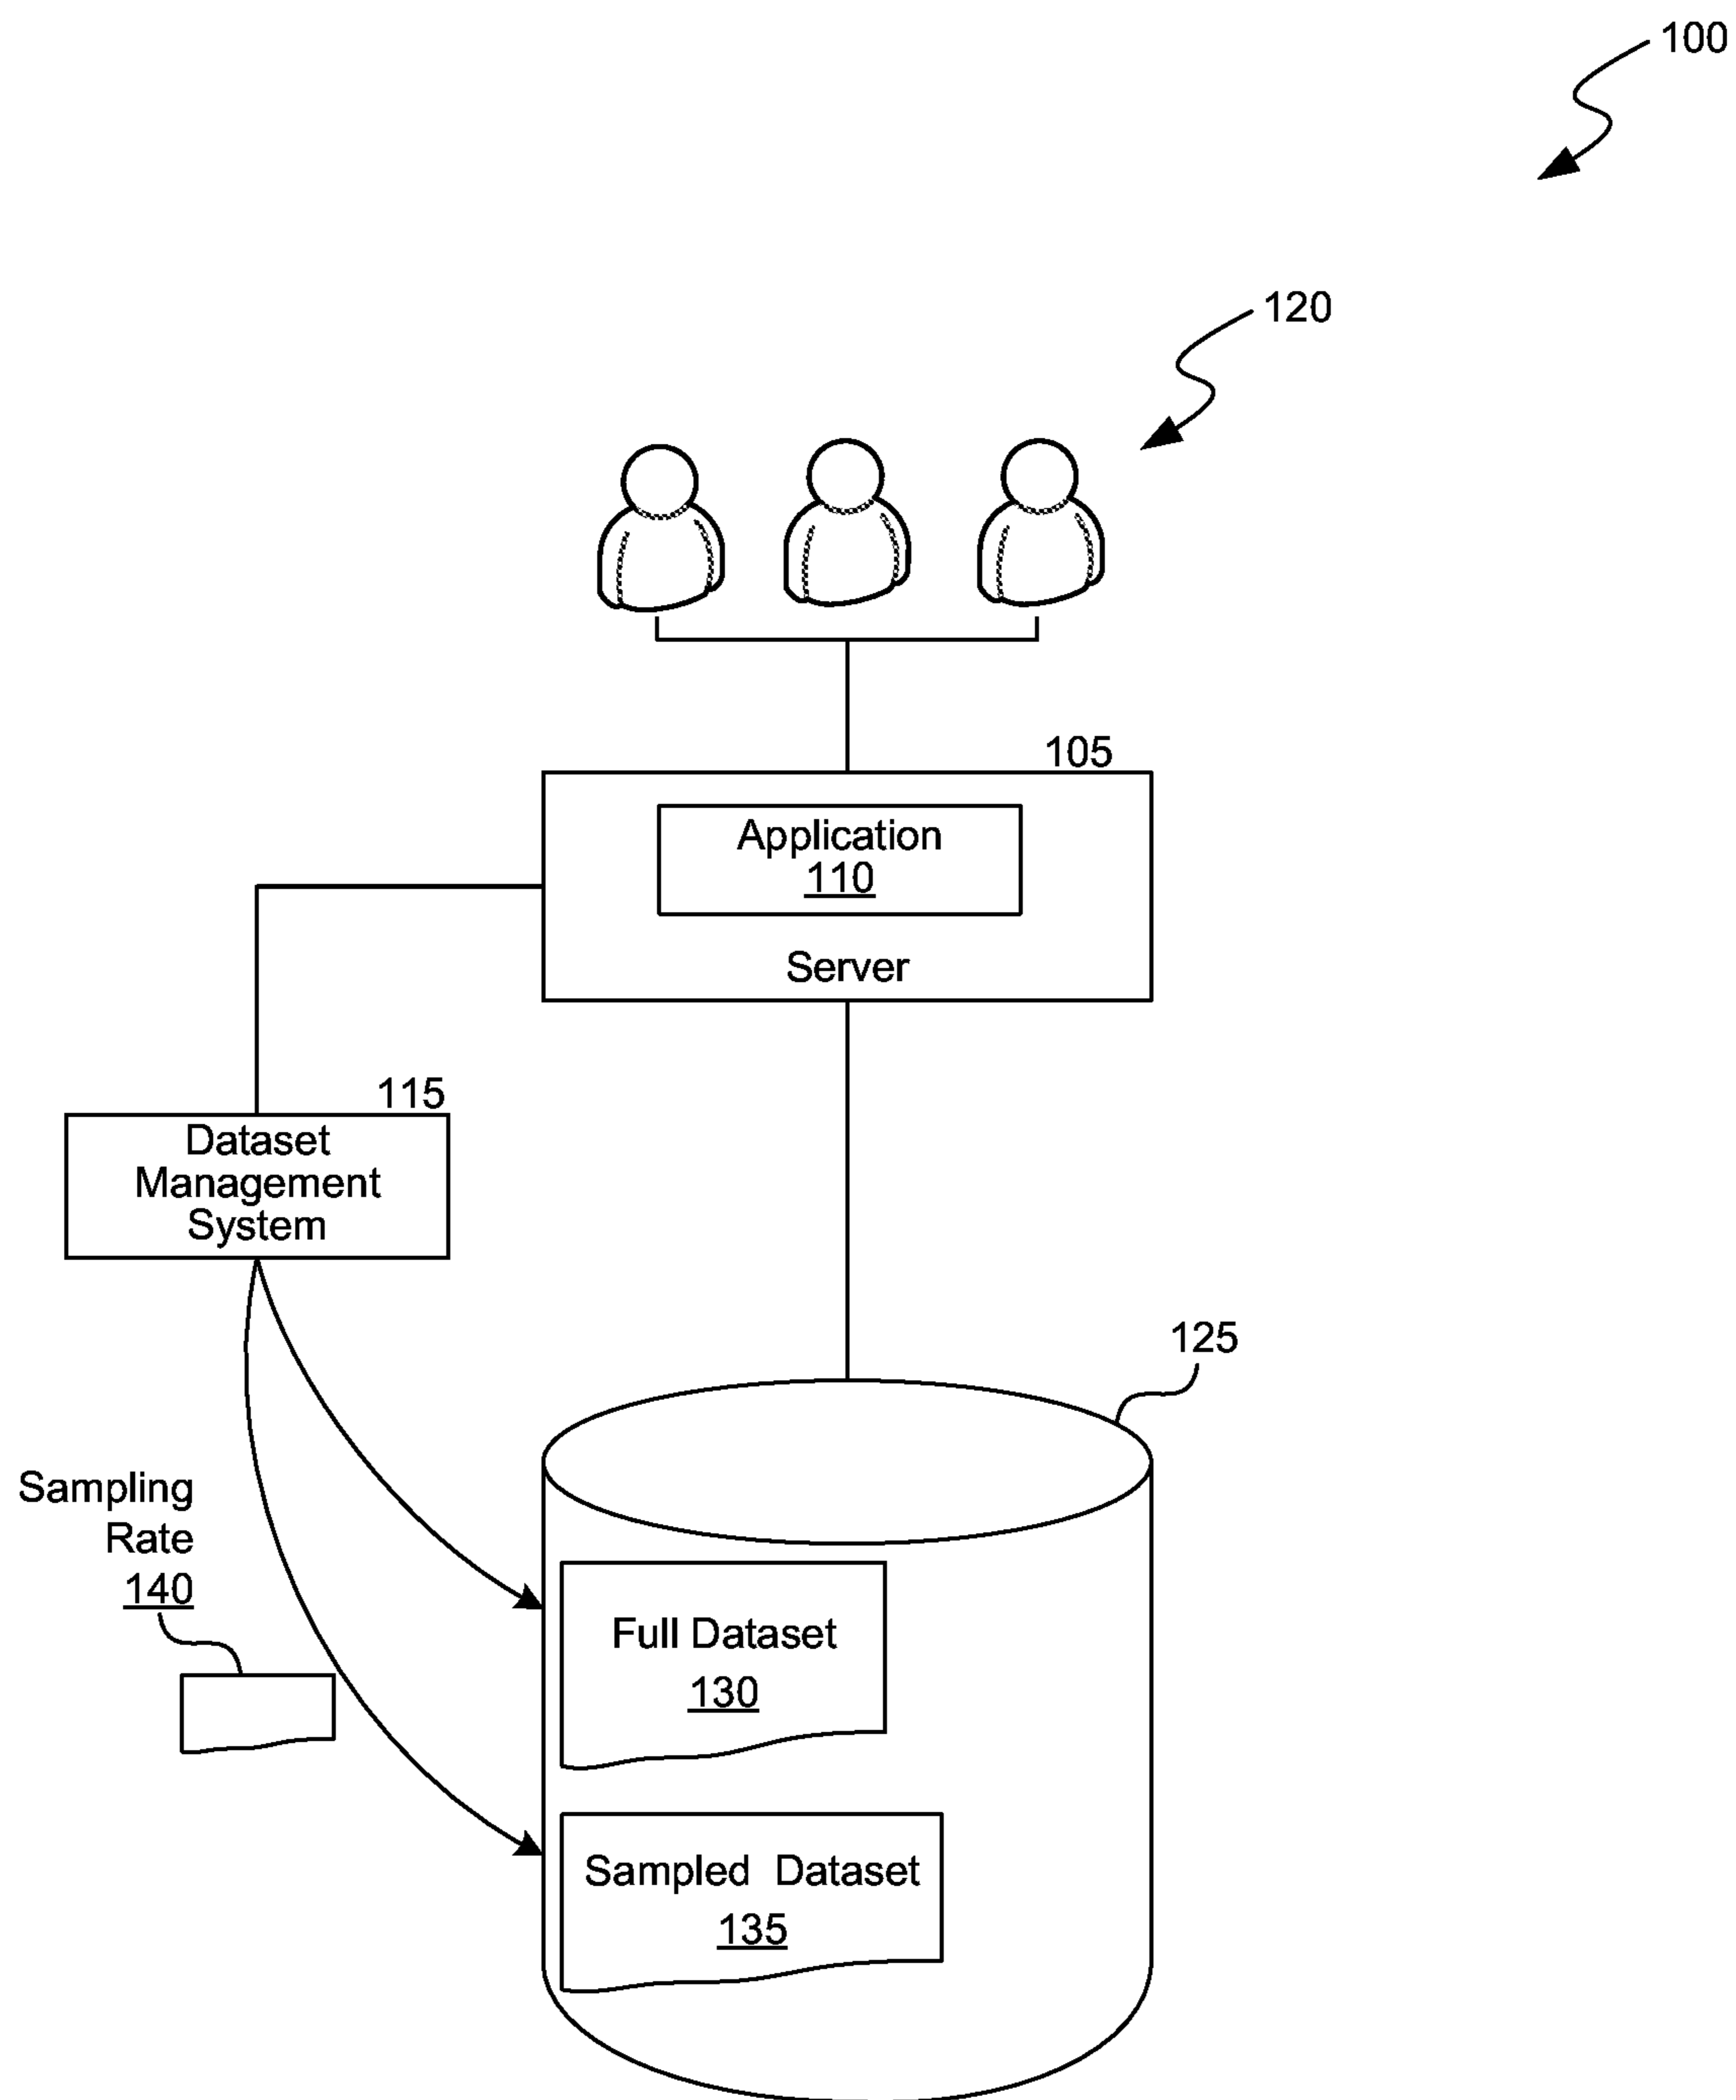 100
120
105
Application
110
Server
115
Dataset
Management
System
125
Sampling
Rate
140
Full Dataset
130
Sampled Dataset
135